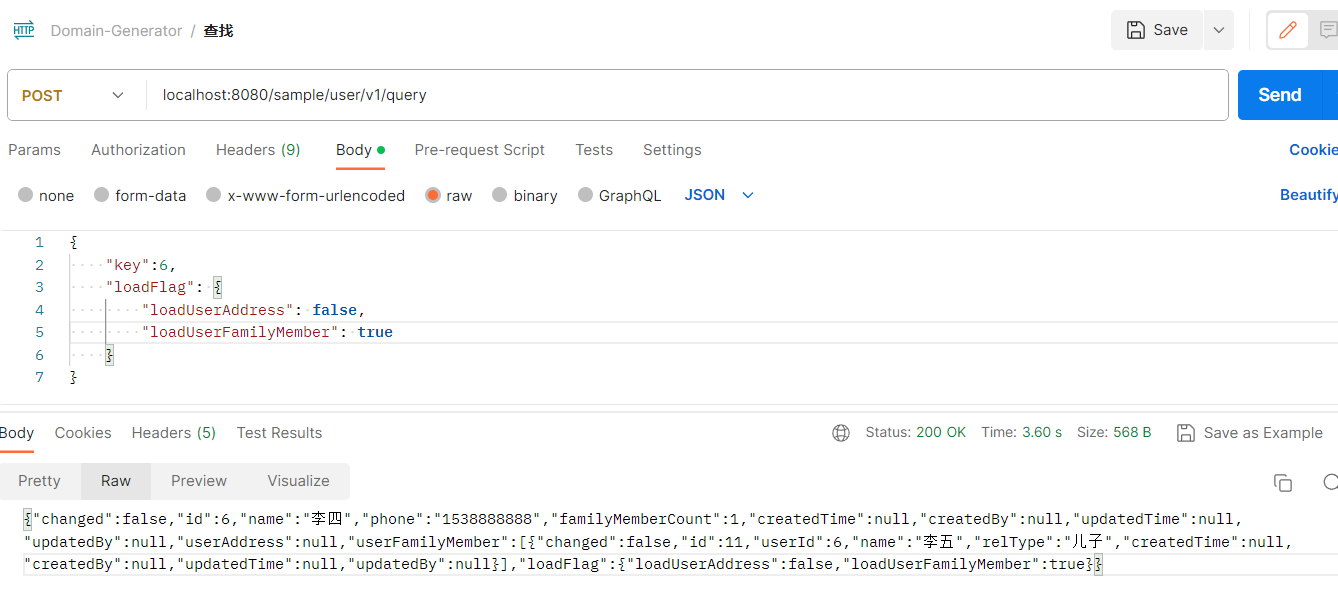 HTTP Domain-Generator / 查找 Save
POST localhost:8080/sample/user/v1/query Send
Params Authorization Headers (9) Body Pre-request Script Tests Settings Cookie
none form-data x-www-form-urlencoded raw binary GraphQL JSON Beautify
1 {
2 "key":6,
3 "loadFlag": {
4 "loadUserAddress": false,
5 "loadUserFamilyMember": true
6 }
7 }
Body Cookies Headers (5) Test Results Status: 200 OK Time: 3.60 s Size: 568 B Save as Example
Pretty Raw Preview Visualize
{"changed":false,"id":6,"name":"李四","phone":"1538888888","familyMemberCount":1,"createdTime":null,"createdBy":null,"updatedTime":null,
"updatedBy":null,"userAddress":null,"userFamilyMember":[{"changed":false,"id":11,"userId":6,"name":"李五","relType":"儿子","createdTime":null,
"createdBy":null,"updatedTime":null,"updatedBy":null}],"loadFlag":{"loadUserAddress":false,"loadUserFamilyMember":true}}